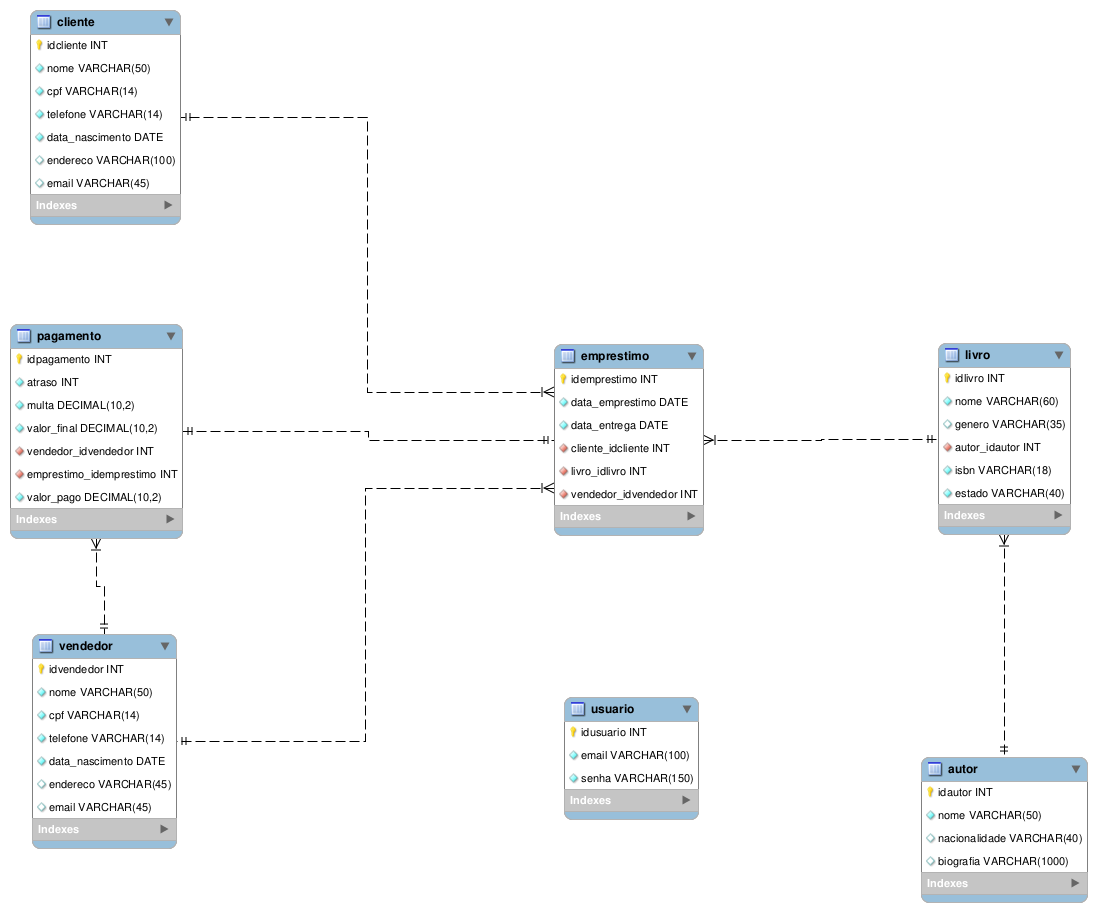 cliente
idcliente INT
nome VARCHAR(50)
cpf VARCHAR(14)
telefone VARCHAR(14)
data_nascimento DATE
endereco VARCHAR(100)
email VARCHAR(45)
Indexes
pagamento
idpagamento INT
atraso INT
multa DECIMAL(10,2)
valor_final DECIMAL(10,2)
vendedor_idvendedor INT
emprestimo_idemprestimo INT
valor_pago DECIMAL(10,2)
Indexes
emprestimo
idemprestimo INT
data_emprestimo DATE
data_entrega DATE
cliente_idcliente INT
livro_idlivro INT
vendedor_idvendedor INT
Indexes
livro
idlivro INT
nome VARCHAR(60)
genero VARCHAR(35)
autor_idautor INT
isbn VARCHAR(18)
estado VARCHAR(40)
Indexes
vendedor
idvendedor INT
nome VARCHAR(50)
cpf VARCHAR(14)
telefone VARCHAR(14)
data_nascimento DATE
endereco VARCHAR(45)
email VARCHAR(45)
Indexes
usuario
idusuario INT
email VARCHAR(100)
senha VARCHAR(150)
Indexes
autor
idautor INT
nome VARCHAR(50)
nacionalidade VARCHAR(40)
biografia VARCHAR(1000)
Indexes